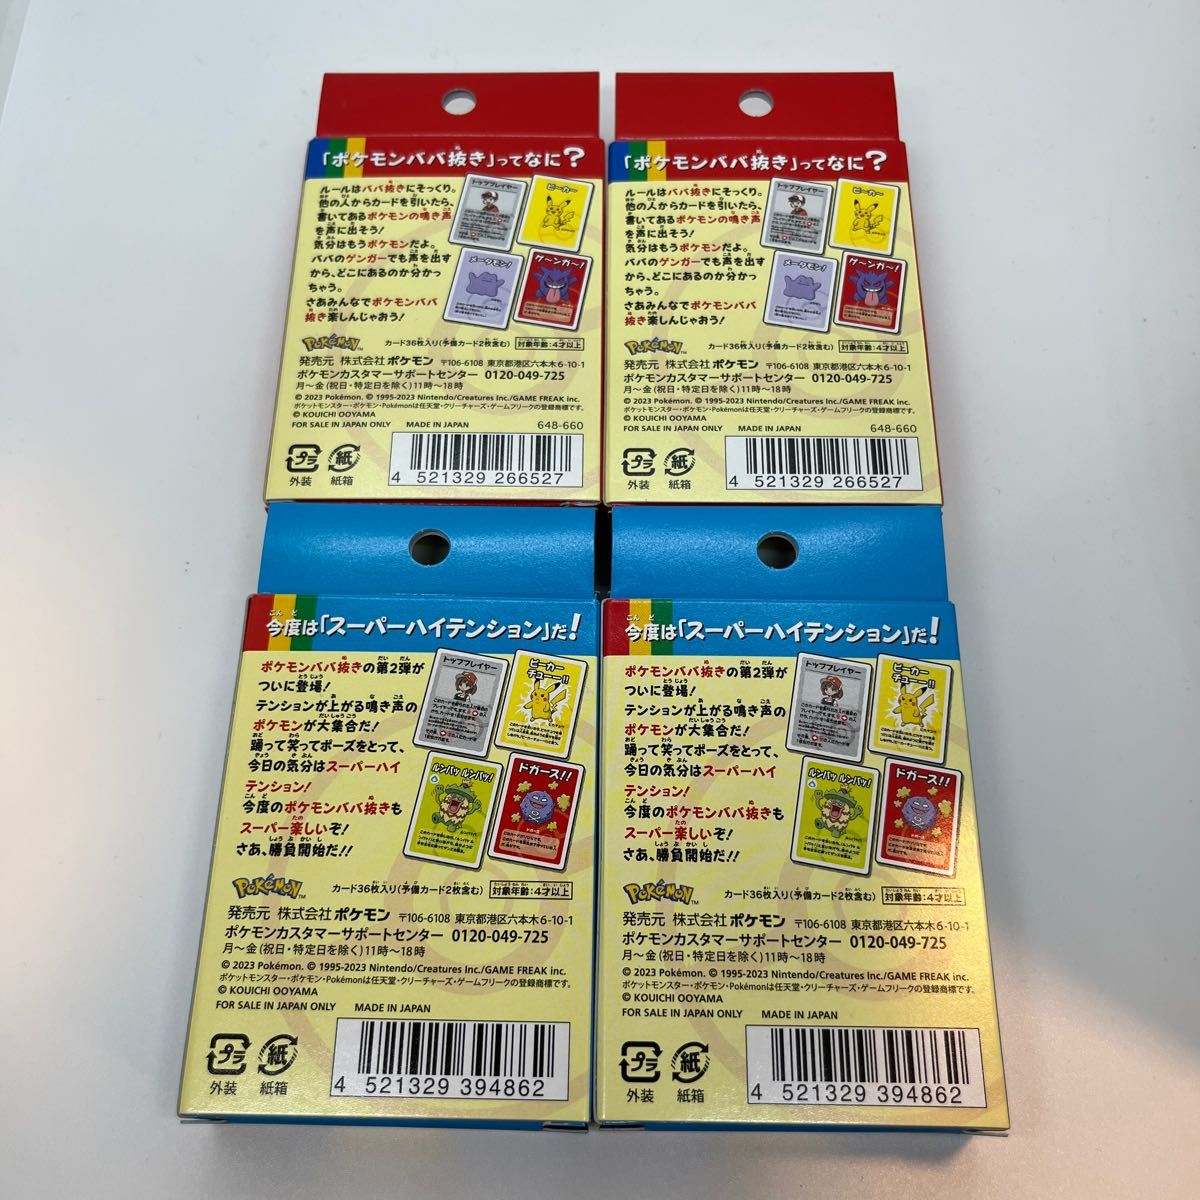 「ポケモンババ抜き」ってなに?
ルールはババ抜きにそっくり。
他の人からカードを引いたら、
書いてあるポケモンの鳴き声
を声に出そう!
気分はもうポケモンだよ。
ババのゲンガーでも声を出す
から、どこにあるのか分かっ
ちゃう。
さあみんなでポケモンババ
抜き楽しんじゃおう!
トップフレイヤー
ピーカー
メ〜タモン!
ゲ〜ンガ〜!
Pokémon
カード36枚入り(予備カード2枚含む) 対象年齢:4才以上
発売元 株式会社ポケモン 〒106-6108 東京都港区六本木6-10-1
ポケモンカスタマーサポートセンター 0120-049-725
月〜金(祝日・特定日を除く)11時〜18時
© 2023 Pokémon. © 1995-2023 Nintendo/Creatures Inc./GAME FREAK inc.
ポケットモンスター・ポケモン・Pokémonは任天堂・クリーチャーズ・ゲームフリークの登録商標です。
© KOUICHI OOYAMA
FOR SALE IN JAPAN ONLY MADE IN JAPAN 648-660
プラ 紙
外装 紙箱
4 521329 266527
「ポケモンババ抜き」ってなに?
ルールはババ抜きにそっくり。
他の人からカードを引いたら、
書いてあるポケモンの鳴き声
を声に出そう!
気分はもうポケモンだよ。
ババのゲンガーでも声を出す
から、どこにあるのか分かっ
ちゃう。
さあみんなでポケモンババ
抜き楽しんじゃおう!
トッププレイヤー
ピーカー
メ〜タモン!
ゲ〜ンガ〜!
Pokémon
カード36枚入り(予備カード2枚含む) 対象年齢:4才以上
発売元 株式会社ポケモン 〒106-6108 東京都港区六本木6-10-1
ポケモンカスタマーサポートセンター 0120-049-725
月〜金(祝日・特定日を除く)11時〜18時
© 2023 Pokémon. © 1995-2023 Nintendo/Creatures Inc./GAME FREAK inc.
ポケットモンスター・ポケモン・Pokémonは任天堂・クリーチャーズ・ゲームフリークの登録商標です。
© KOUICHI OOYAMA
FOR SALE IN JAPAN ONLY MADE IN JAPAN 648-660
プラ 紙
外装 紙箱
4 521329 266527
今度は「スーパーハイテンション」だ!
ポケモンババ抜きの第2弾が
ついに登場!
テンションが上がる鳴き声の
ポケモンが大集合だ!
踊って笑ってポーズをとって、
今日の気分はスーパーハイ
テンション!
今度のポケモンババ抜きも
スーパー楽しいぞ!
さあ、勝負開始だ!!
トッププレイヤー
ピーカー
チューー!!
ルンパッ ルンパッ!
ドガース!!
Pokémon
カード36枚入り(予備カード2枚含む) 対象年齢:4才以上
発売元 株式会社ポケモン 〒106-6108 東京都港区六本木6-10-1
ポケモンカスタマーサポートセンター 0120-049-725
月〜金(祝日・特定日を除く)11時〜18時
© 2023 Pokémon. © 1995-2023 Nintendo/Creatures Inc./GAME FREAK inc.
ポケットモンスター・ポケモン・Pokémonは任天堂・クリーチャーズ・ゲームフリークの登録商標です。
© KOUICHI OOYAMA
FOR SALE IN JAPAN ONLY MADE IN JAPAN
プラ 紙
外装 紙箱
4 521329 394862
今度は「スーパーハイテンション」だ!
ポケモンババ抜きの第2弾が
ついに登場!
テンションが上がる鳴き声の
ポケモンが大集合だ!
踊って笑ってポーズをとって、
今日の気分はスーパーハイ
テンション!
今度のポケモンババ抜きも
スーパー楽しいぞ!
さあ、勝負開始だ!!
トッププレイヤー
ピーカー
チューー!!
ルンパッ ルンパッ!
ドガース!!
Pokémon
カード36枚入り(予備カード2枚含む) 対象年齢:4才以上
発売元 株式会社ポケモン 〒106-6108 東京都港区六本木6-10-1
ポケモンカスタマーサポートセンター 0120-049-725
月〜金(祝日・特定日を除く)11時〜18時
© 2023 Pokémon. © 1995-2023 Nintendo/Creatures Inc./GAME FREAK inc.
ポケットモンスター・ポケモン・Pokémonは任天堂・クリーチャーズ・ゲームフリークの登録商標です。
© KOUICHI OOYAMA
FOR SALE IN JAPAN ONLY MADE IN JAPAN
プラ 紙
外装 紙箱
4 521329 394862